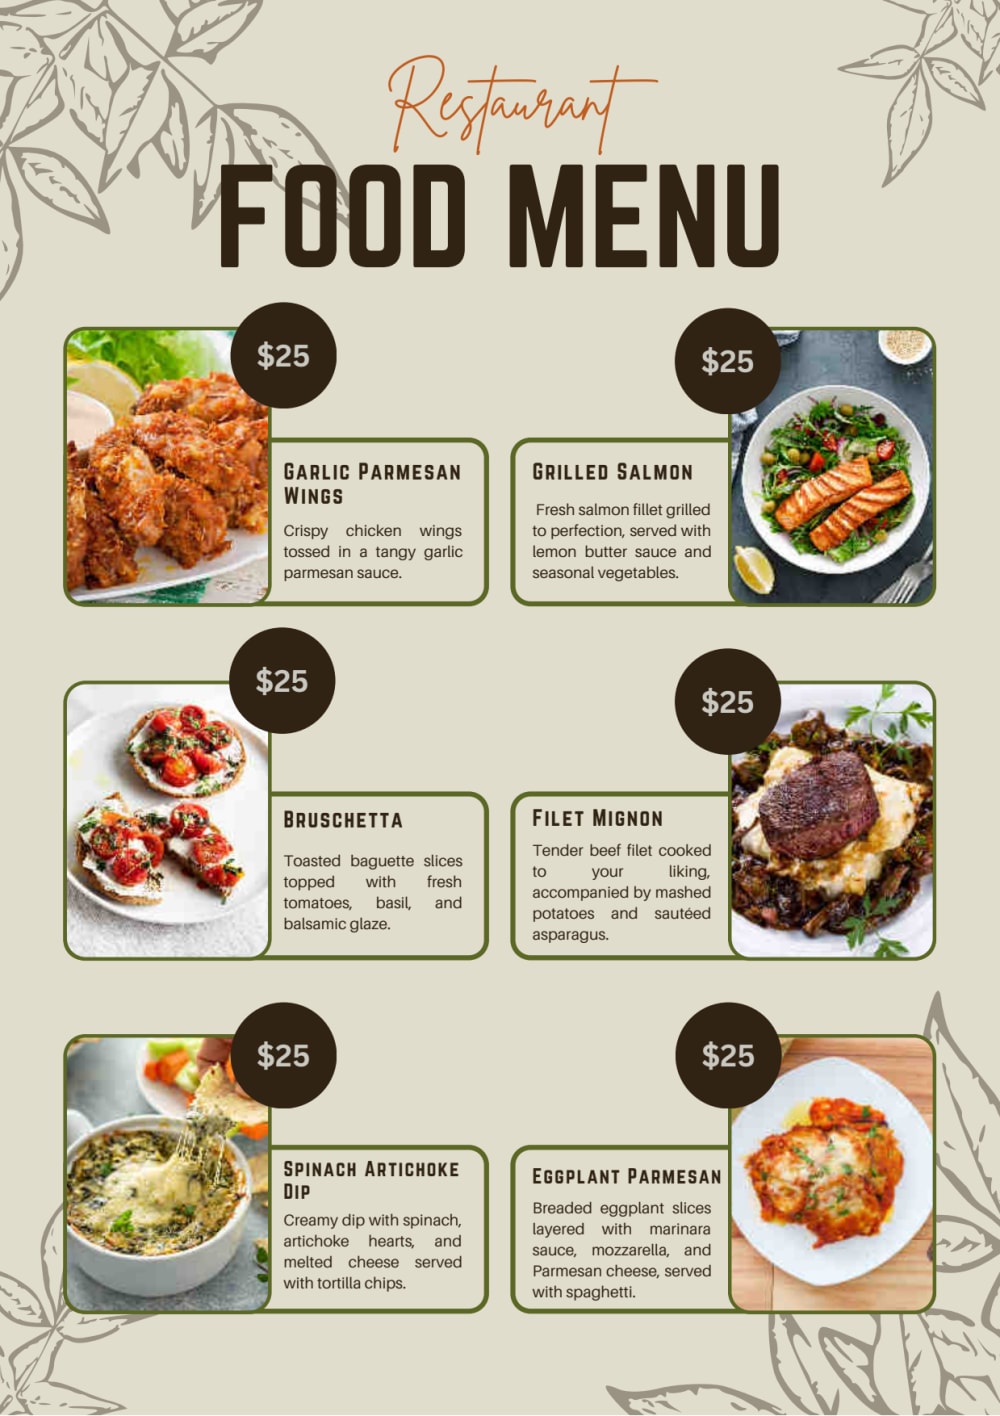 Restaurant
FOOD MENU
$25
GARLIC PARMESAN
WINGS
Crispy chicken wings
tossed in a tangy garlic
parmesan sauce.
$25
GRILLED SALMON
Fresh salmon fillet grilled
to perfection, served with
lemon butter sauce and
seasonal vegetables.
$25
BRUSCHETTA
Toasted baguette slices
topped with fresh
tomatoes, basil, and
balsamic glaze.
$25
FILET MIGNON
Tender beef filet cooked
to your liking,
accompanied by mashed
potatoes and sautéed
asparagus.
$25
SPINACH ARTICHOKE
DIP
Creamy dip with spinach,
artichoke hearts, and
melted cheese served
with tortilla chips.
$25
EGGPLANT PARMESAN
Breaded eggplant slices
layered with marinara
sauce, mozzarella, and
Parmesan cheese, served
with spaghetti.